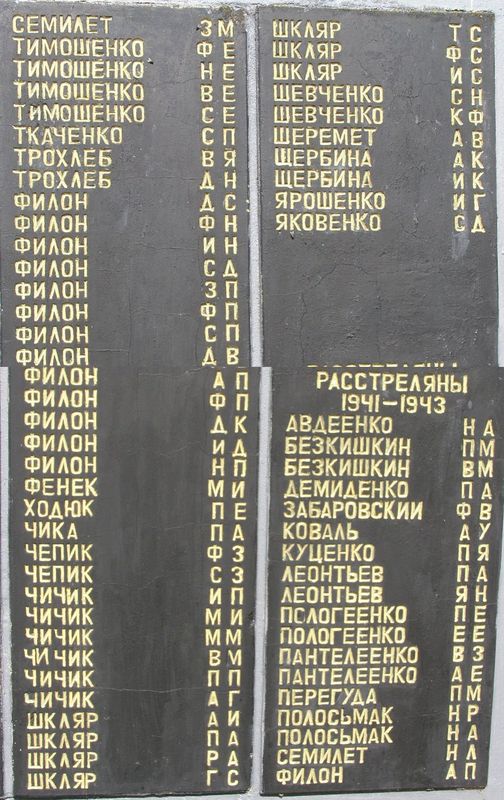 СЕМИЛЕТ З М
ТИМОШЕНКО Ф Е
ТИМОШЕНКО Н Е
ТИМОШЕНКО В Е
ТИМОШЕНКО С Е
ТКАЧЕНКО С П
ТРОХЛЕБ В Я
ТРОХЛЕБ Д Н
ФИЛОН Д С
ФИЛОН Ф Н
ФИЛОН И Н
ФИЛОН С Д
ФИЛОН З П
ФИЛОН Ф П
ФИЛОН С П
ФИЛОН Д В
ФИЛОН А П
ФИЛОН Ф П
ФИЛОН Д К
ФИЛОН И Д
ФИЛОН Н П
ФЕНЕК М И
ХОДЮК П Е
ЧИКА П А
ЧЕПИК Ф З
ЧЕПИК С З
ЧИЧИК И П
ЧИЧИК М И
ЧИЧИК М М
ЧИЧИК В М
ЧИЧИК П П
ЧИЧИК А Г
ШКЛЯР А И
ШКЛЯР П А
ШКЛЯР Р А
ШКЛЯР Г С
ШКЛЯР Т С
ШКЛЯР Ф С
ШКЛЯР И С
ШЕВЧЕНКО С Н
ШЕВЧЕНКО К Ф
ШЕРЕМЕТ А В
ЩЕРБИНА А К
ЩЕРБИНА И К
ЯРОШЕНКО И Г
ЯКОВЕНКО С Д
РАССТРЕЛЯНЫ
1941-1943
АВДЕЕНКО Н А
БЕЗКИШКИН П М
БЕЗКИШКИН В М
ДЕМИДЕНКО П А
ЗАБАРОВСКИЙ Ф В
КОВАЛЬ А У
КУЦЕНКО П Я
ЛЕОНТЬЕВ П А
ЛЕОНТЬЕВ Я Н
ПОЛОГЕЕНКО П Е
ПОЛОГЕЕНКО Е Е
ПАНТЕЛЕЕНКО В З
ПАНТЕЛЕЕНКО А Е
ПЕРЕГУДА П М
ПОЛОСЬМАК Н Р
ПОЛОСЬМАК Н А
СЕМИЛЕТ Н Л
ФИЛОН А П